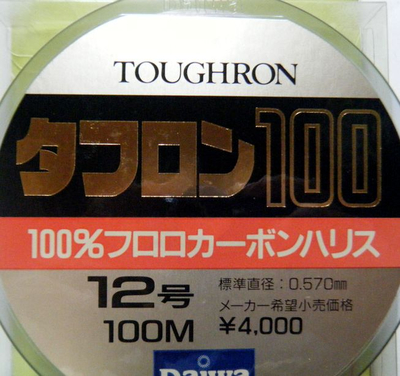 TOUGHRON
タフロン100
100%フロロカーボンハリス
12号 標準直径：0.570mm
メーカー希望小売価格
100M ¥4,000
Daiwa